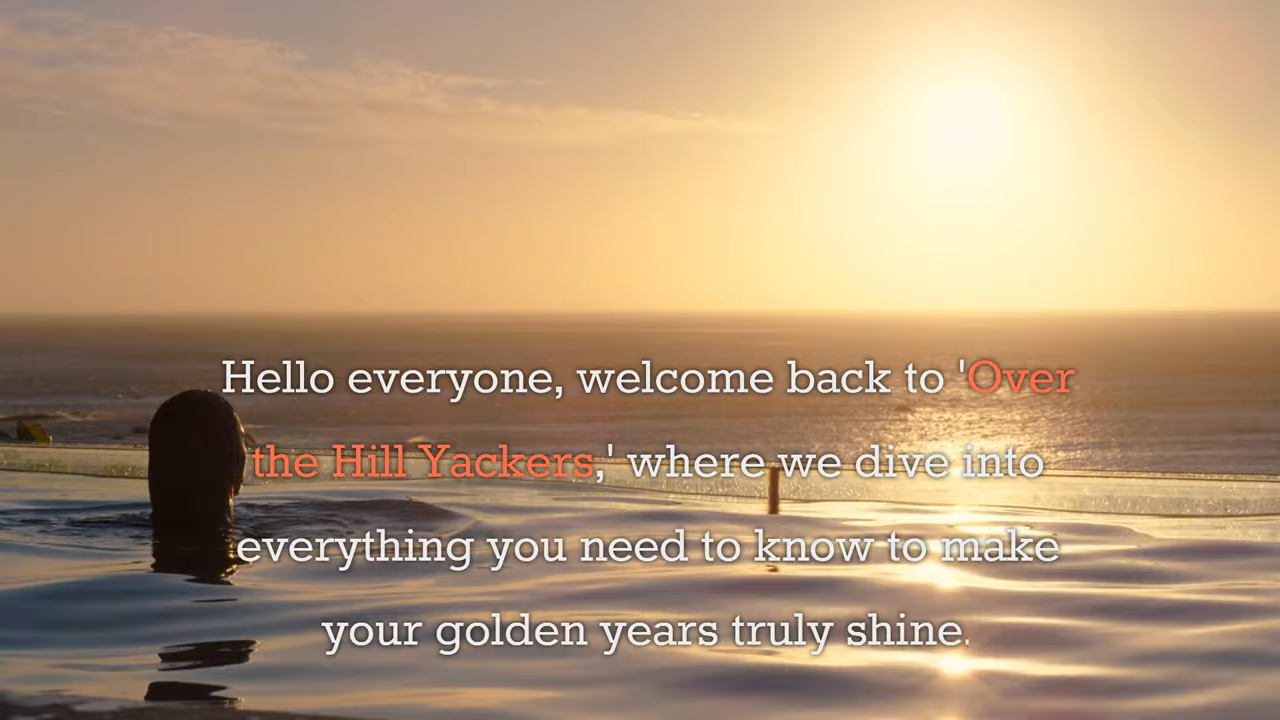 Hello everyone, welcome back to 'Over
the Hill Yackers,' where we dive into
everything you need to know to make
your golden years truly shine.